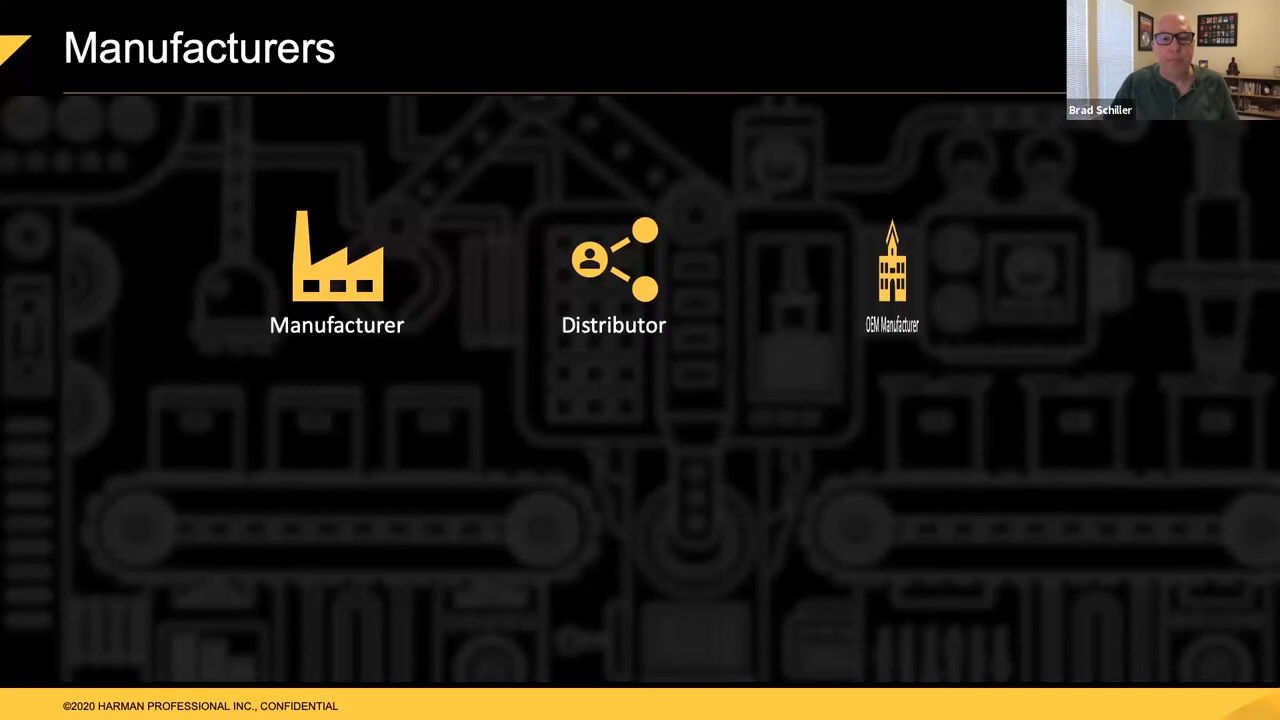 Manufacturers
Brad Schiller
Manufacturer
Distributor
OEM Manufacturer
©2020 HARMAN PROFESSIONAL INC., CONFIDENTIAL